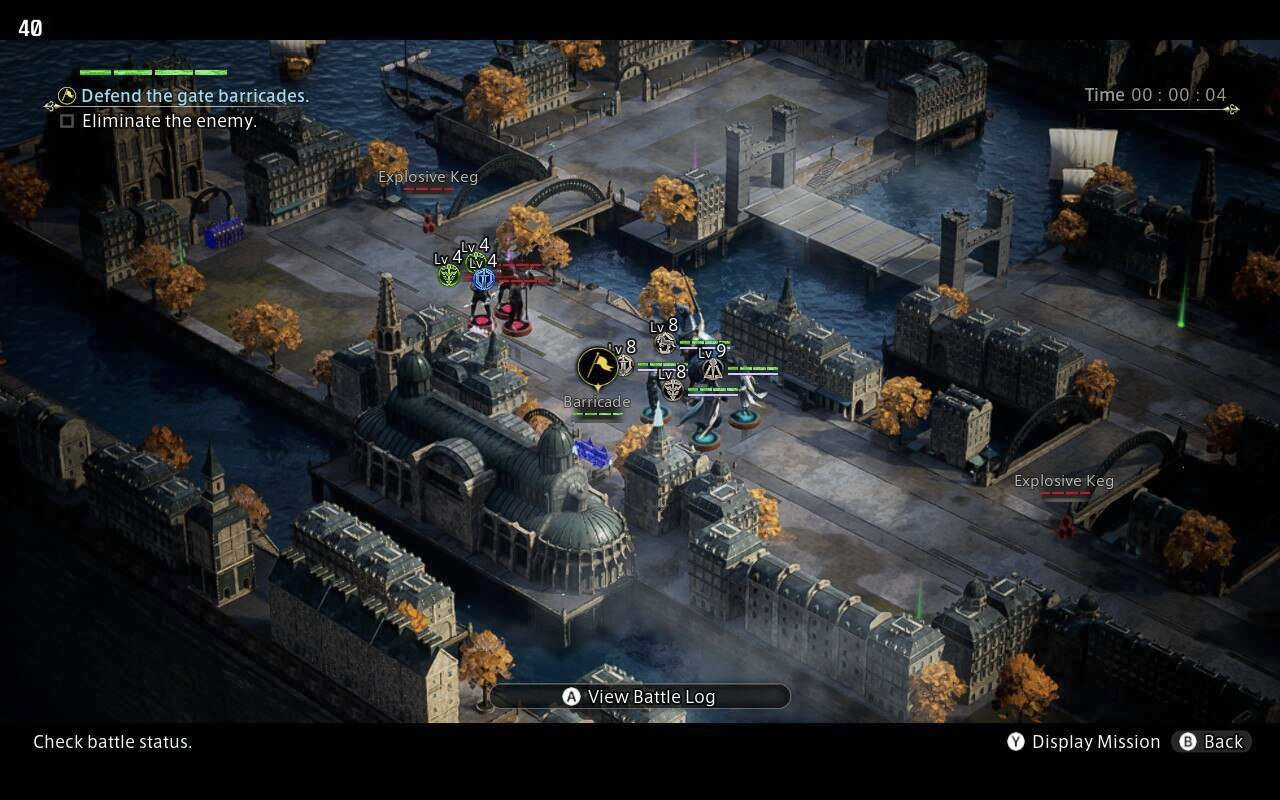 40
Defend the gate barricades.
Time 00 : 00 : 04
Eliminate the enemy.
Explosive Keg
Lv 4
Lv 4
Lv 4
Lv 8
Lv 8
Lv 9
Lv 8
Barricade
Explosive Keg
A View Battle Log
Check battle status.
Y Display Mission
B Back